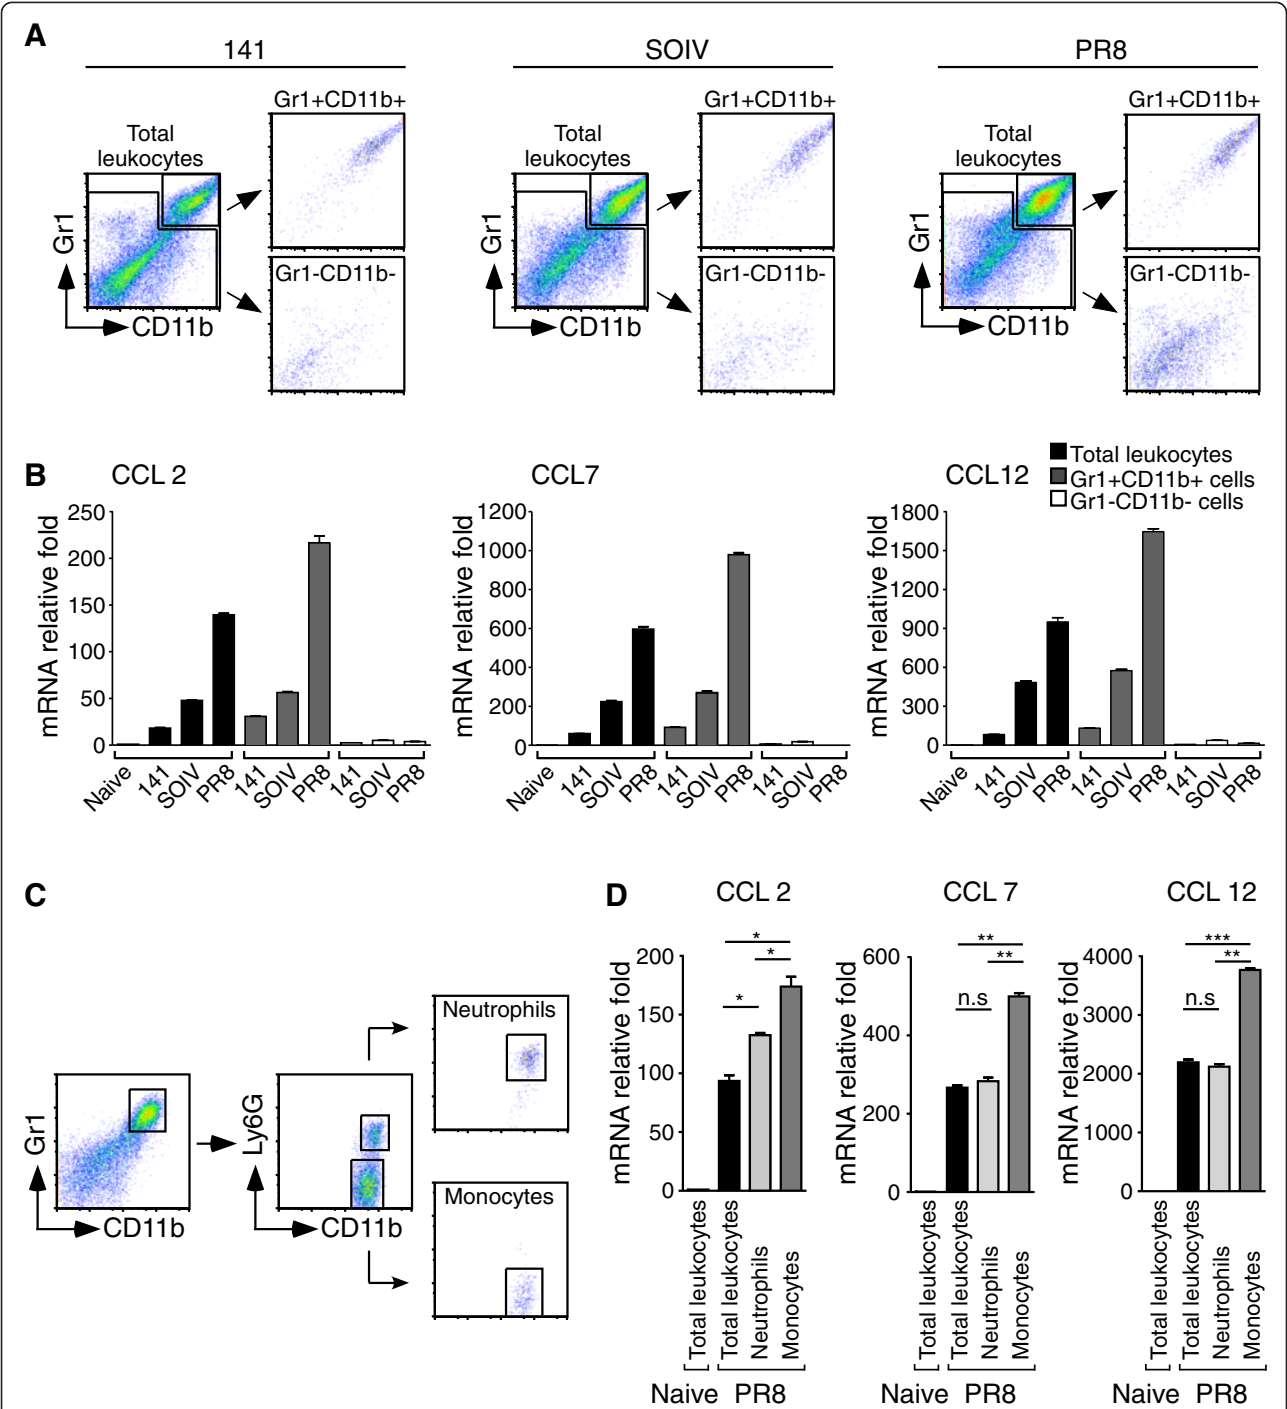 A
141
SOIV
PR8
Gr1+CD11b+
Gr1+CD11b+
Gr1+CD11b+
Total
leukocytes
Total
leukocytes
Total
leukocytes
Gr1
Gr1
Gr1
Gr1-CD11b-
Gr1-CD11b-
Gr1-CD11b-
CD11b
CD11b
CD11b
B
CCL 2
CCL7
CCL12
Total leukocytes
Gr1+CD11b+ cells
Gr1-CD11b- cells
mRNA relative fold
250
200
150
100
50
0
Naive
141
SOIV
PR8
141
SOIV
PR8
141
SOIV
PR8
mRNA relative fold
1200
1000
800
600
400
200
0
Naive
141
SOIV
PR8
141
SOIV
PR8
141
SOIV
PR8
mRNA relative fold
1800
1500
1200
900
600
300
0
Naive
141
SOIV
PR8
141
SOIV
PR8
141
SOIV
PR8
C
Gr1
CD11b
Ly6G
CD11b
Neutrophils
Monocytes
D
CCL 2
CCL 7
CCL 12
mRNA relative fold
200
150
100
50
0
*
*
*
Total leukocytes
Total leukocytes
Neutrophils
Monocytes
Naive PR8
mRNA relative fold
600
400
200
0
**
**
n.s
Total leukocytes
Total leukocytes
Neutrophils
Monocytes
Naive PR8
mRNA relative fold
4000
3000
2000
1000
0
***
**
n.s
Total leukocytes
Total leukocytes
Neutrophils
Monocytes
Naive PR8